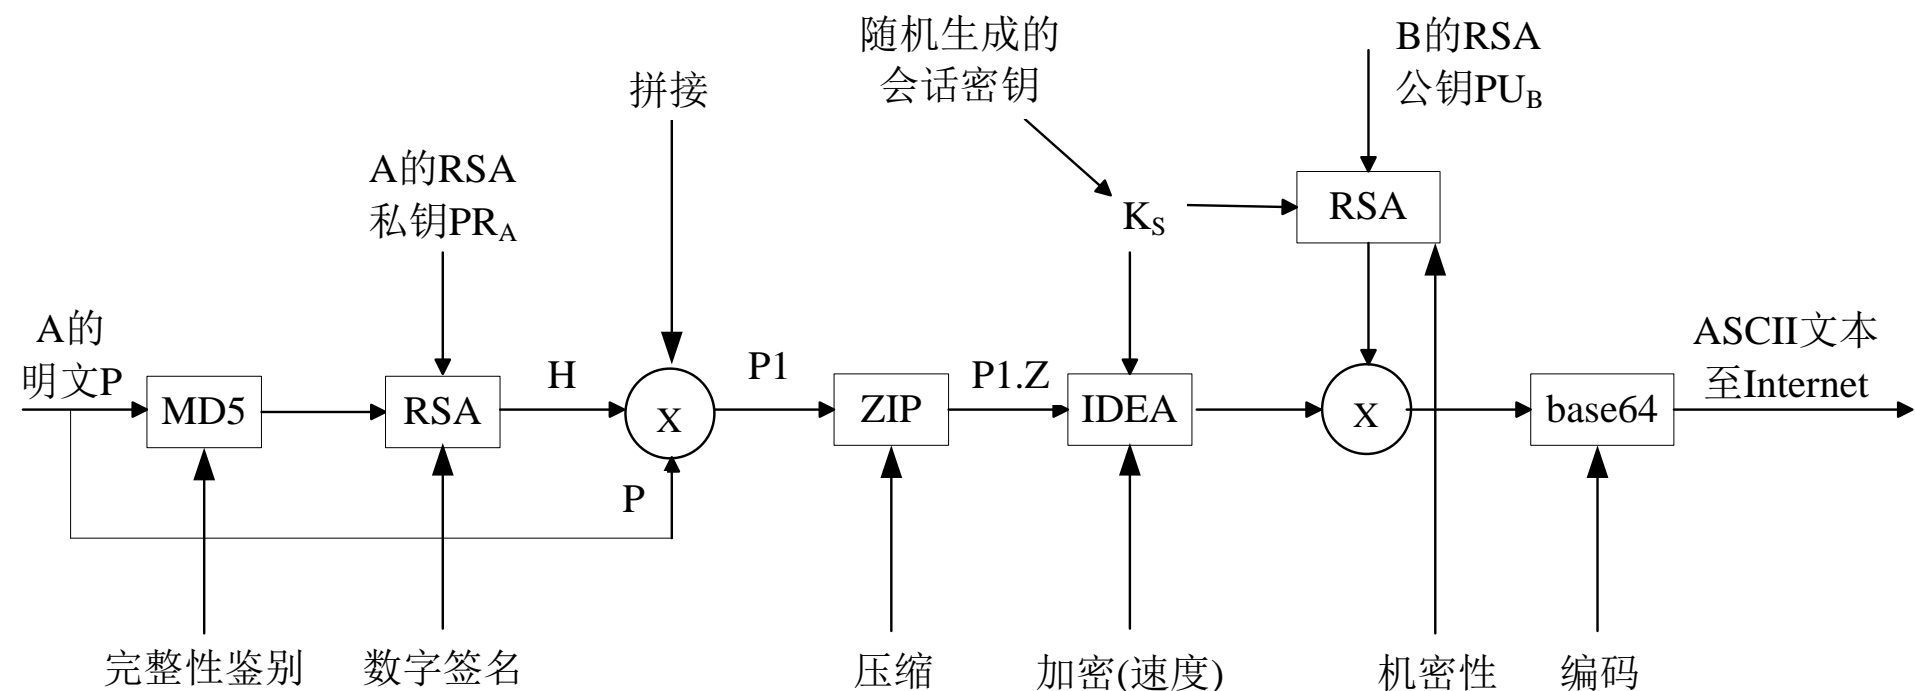 随机生成的
会话密钥
B的RSA
公钥PU_B
拼接
A的RSA
私钥PR_A
K_S
RSA
A的
明文P
MD5
RSA
H
X
P1
ZIP
P1.Z
IDEA
X
base64
ASCII文本
至Internet
P
完整性鉴别
数字签名
压缩
加密(速度)
机密性
编码